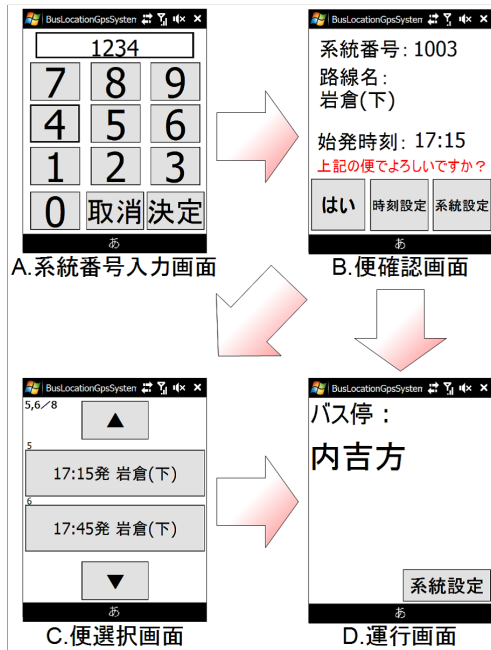 BusLocationGpsSystem
1234
7 8 9
4 5 6
1 2 3
0 取消 決定
あ
A.系統番号入力画面
BusLocationGpsSystem
系統番号: 1003
路線名:
岩倉(下)
始発時刻: 17:15
上記の便でよろしいですか？
はい 時刻設定 系統設定
あ
B.便確認画面
BusLocationGpsSystem
5,6／8
▲
5
17:15発 岩倉(下)
6
17:45発 岩倉(下)
▼
あ
C.便選択画面
BusLocationGpsSystem
バス停：
内吉方
系統設定
あ
D.運行画面